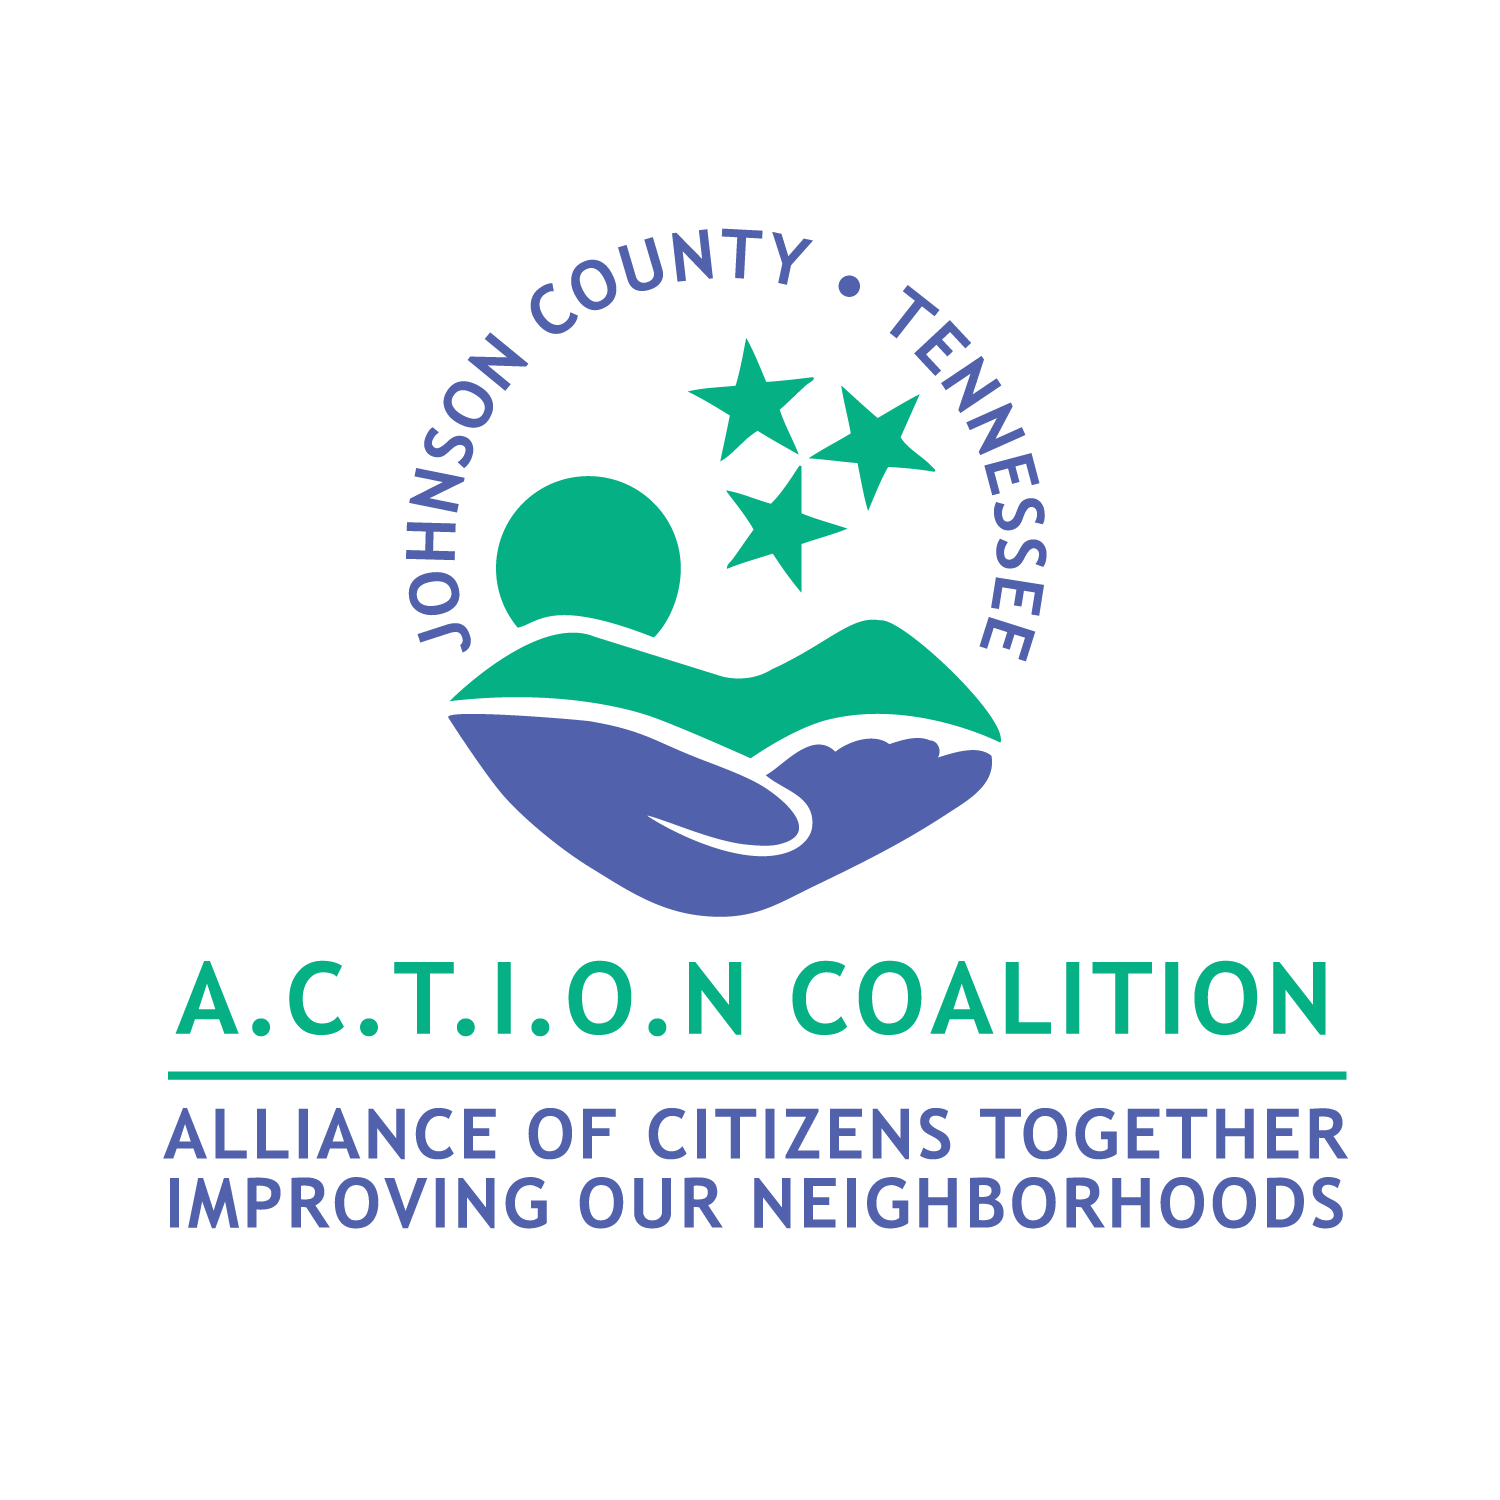 JOHNSON COUNTY • TENNESSEE
A.C.T.I.O.N COALITION
ALLIANCE OF CITIZENS TOGETHER
IMPROVING OUR NEIGHBORHOODS